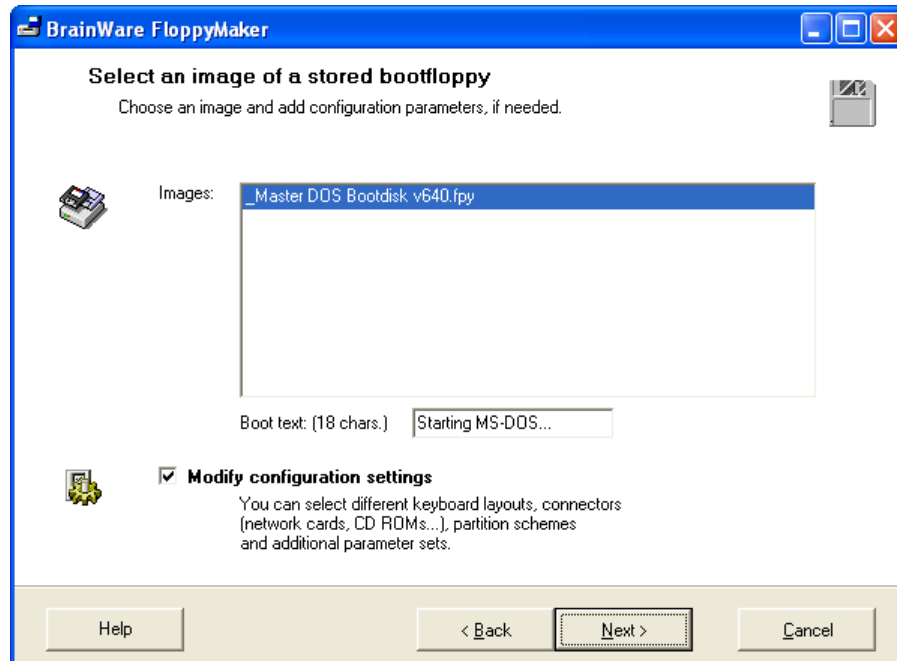 BrainWare FloppyMaker
Select an image of a stored bootfloppy
Choose an image and add configuration parameters, if needed.
Images:
_Master DOS Bootdisk v640.fpy
Boot text: (18 chars.)
Starting MS-DOS...
Modify configuration settings
You can select different keyboard layouts, connectors
(network cards, CD ROMs...), partition schemes
and additional parameter sets.
Help
< Back
Next >
Cancel